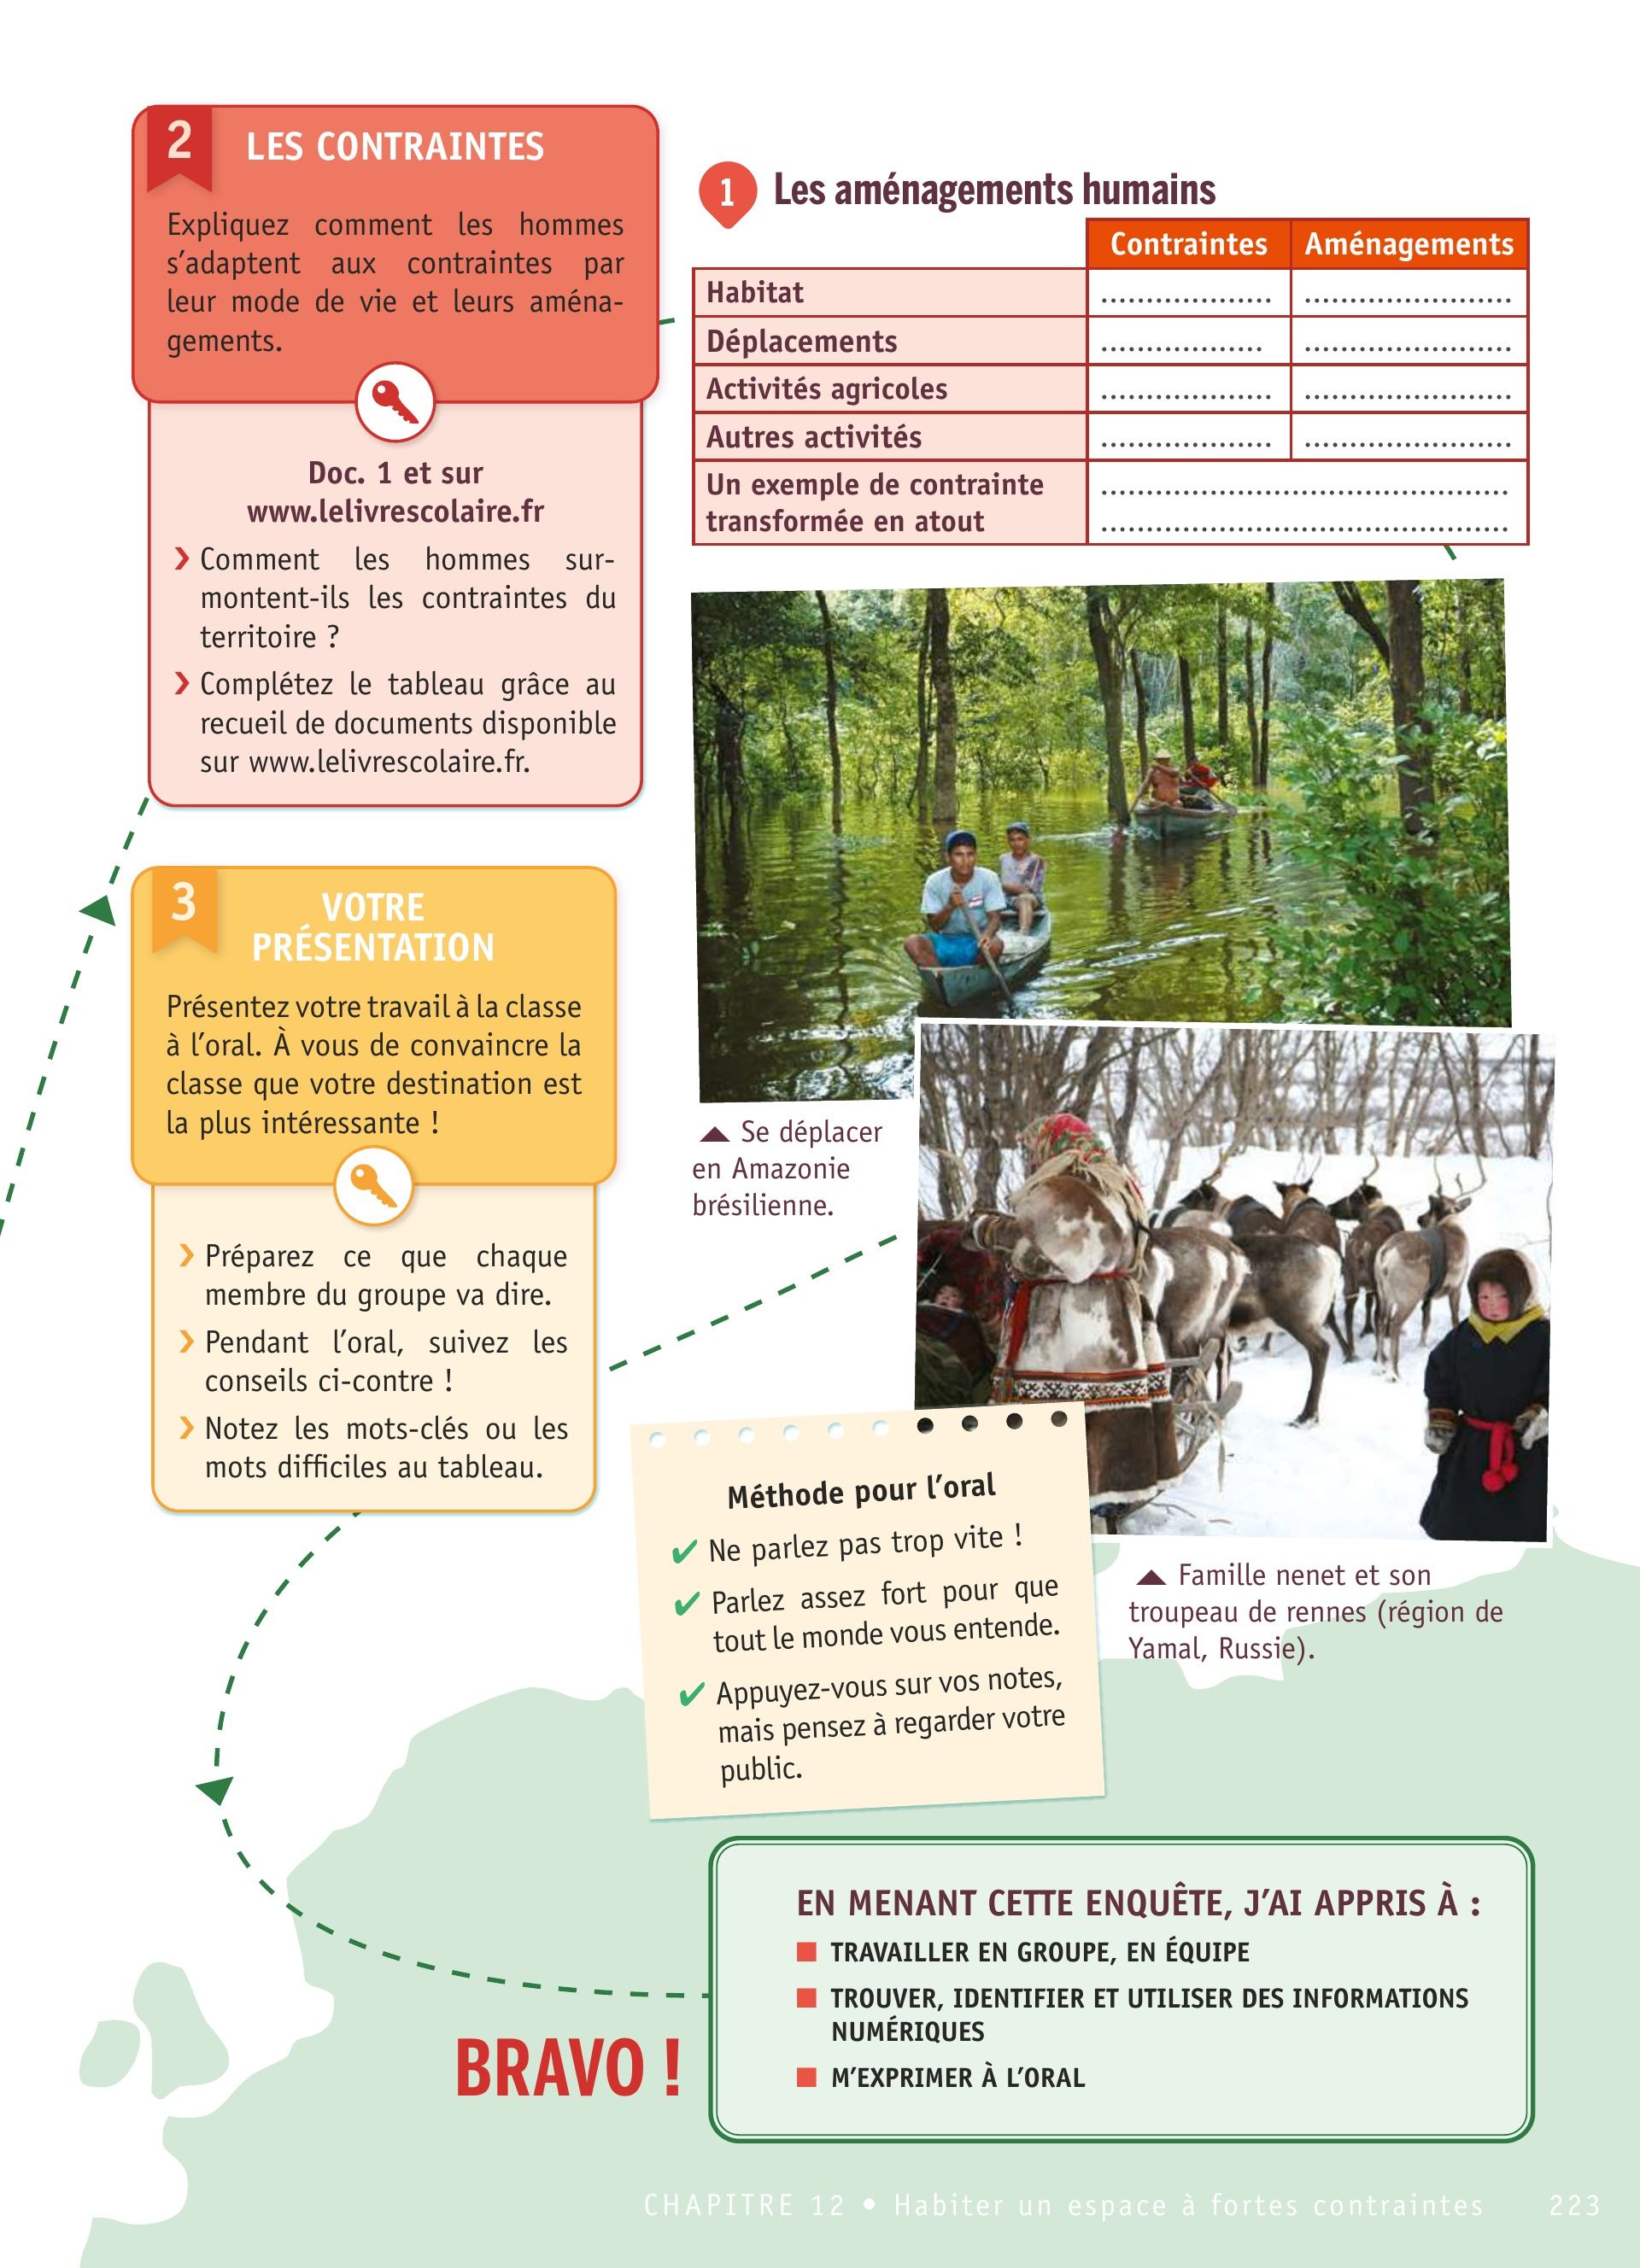 2
LES CONTRAINTES
Expliquez comment les hommes
s'adaptent aux contraintes par
leur mode de vie et leurs aména-
gements.
Doc. 1 et sur
www.lelivrescolaire.fr
› Comment les hommes sur-
montent-ils les contraintes du
territoire ?
› Complétez le tableau grâce au
recueil de documents disponible
sur www.lelivrescolaire.fr.
1 Les aménagements humains
Contraintes Aménagements
Habitat ................... .......................
Déplacements .................. .......................
Activités agricoles ................... .......................
Autres activités ................... .......................
Un exemple de contrainte .............................................
transformée en atout .............................................
3
VOTRE
PRÉSENTATION
Présentez votre travail à la classe
à l'oral. À vous de convaincre la
classe que votre destination est
la plus intéressante !
› Préparez ce que chaque
membre du groupe va dire.
› Pendant l'oral, suivez les
conseils ci-contre !
› Notez les mots-clés ou les
mots difficiles au tableau.
Se déplacer
en Amazonie
brésilienne.
Méthode pour l'oral
✔ Ne parlez pas trop vite !
✔ Parlez assez fort pour que
tout le monde vous entende.
✔ Appuyez-vous sur vos notes,
mais pensez à regarder votre
public.
Famille nenet et son
troupeau de rennes (région de
Yamal, Russie).
EN MENANT CETTE ENQUÊTE, J'AI APPRIS À :
TRAVAILLER EN GROUPE, EN ÉQUIPE
TROUVER, IDENTIFIER ET UTILISER DES INFORMATIONS
NUMÉRIQUES
M'EXPRIMER À L'ORAL
BRAVO !
CHAPITRE 12 • Habiter un espace à fortes contraintes 223